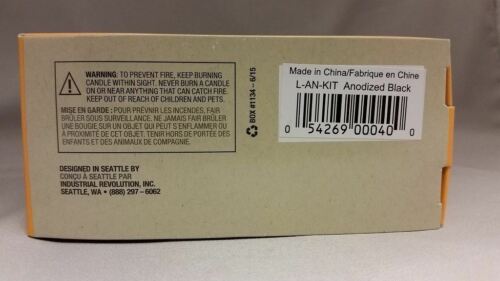 WARNING: TO PREVENT FIRE, KEEP BURNING
CANDLE WITHIN SIGHT. NEVER BURN A CANDLE
ON OR NEAR ANYTHING THAT CAN CATCH FIRE.
KEEP OUT OF REACH OF CHILDREN AND PETS.
MISE EN GARDE : POUR PRÉVNIR LES INCENDIES, FAIR
BRÛLER SOUS SURVEILLANCE. NE JAMAIS FAIR BRÛLER
UNE BOUGIE SUR UN OBJET QUI PEUT S'ENFLAMMER OU
À PROXIMITÉ DE CET OBJET. TENIR HORS DE PORTÉE DES
ENFANTS ET DES ANIMAUX DE COMPAGNIE.
DESIGNED IN SEATTLE BY
CONÇU À SEATTLE PAR
INDUSTRIAL REVOLUTION, INC.
SEATTLE, WA • (888) 297-6062
BOX #1134 - 6/15
Made in China/Fabrique en Chine
L-AN-KIT Anodized Black
0 54269 00040 0